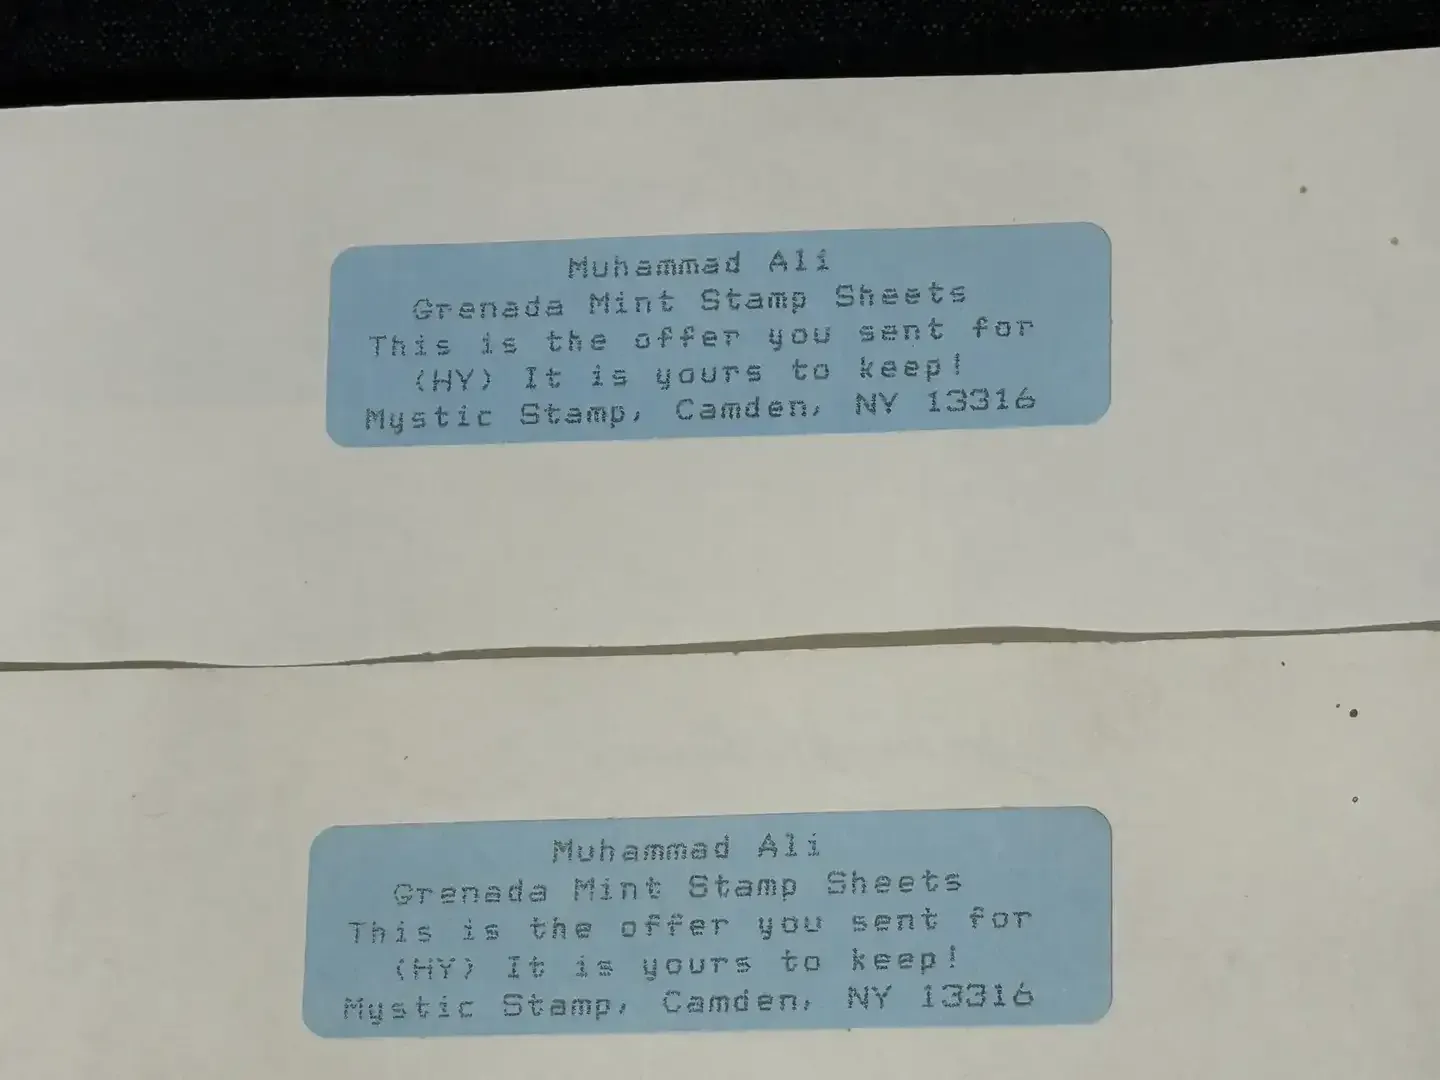 Muhammad Ali
Grenada Mint Stamp Sheets
This is the offer you sent for
(HY) It is yours to keep!
Mystic Stamp, Camden, NY 13316
Muhammad Ali
Grenada Mint Stamp Sheets
This is the offer you sent for
(HY) It is yours to keep!
Mystic Stamp, Camden, NY 13316